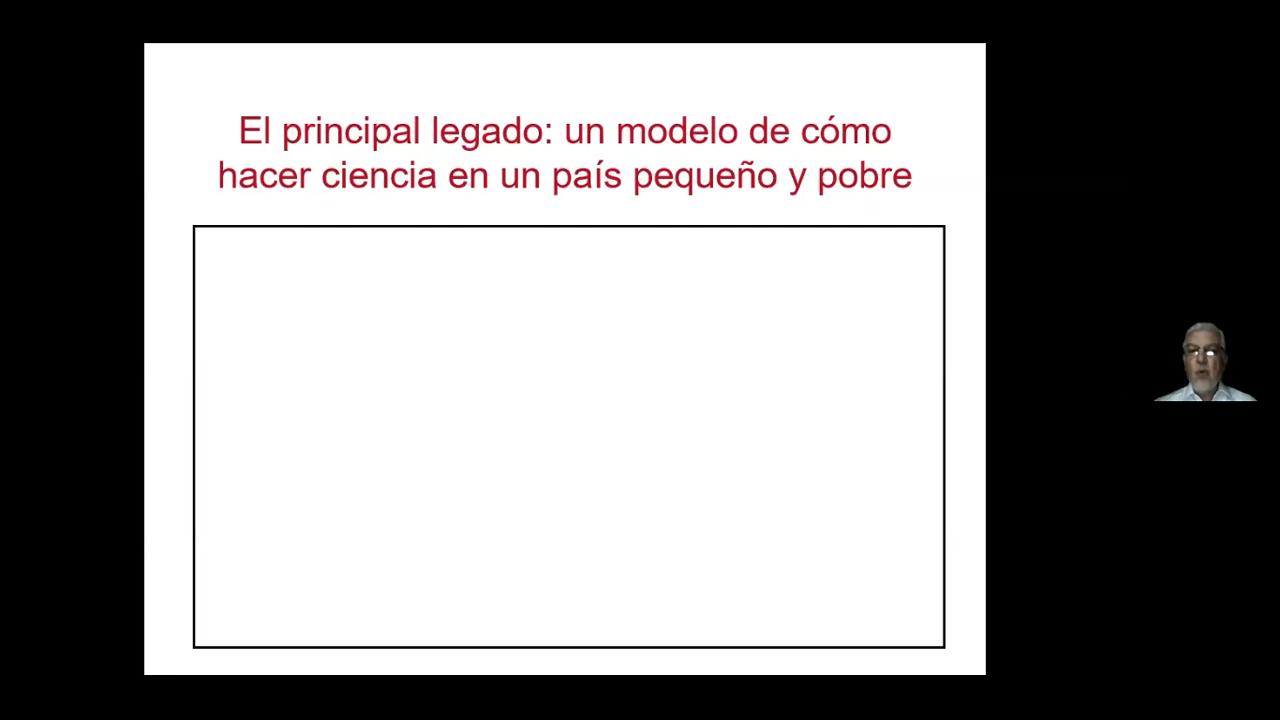 El principal legado: un modelo de cómo
hacer ciencia en un país pequeño y pobre